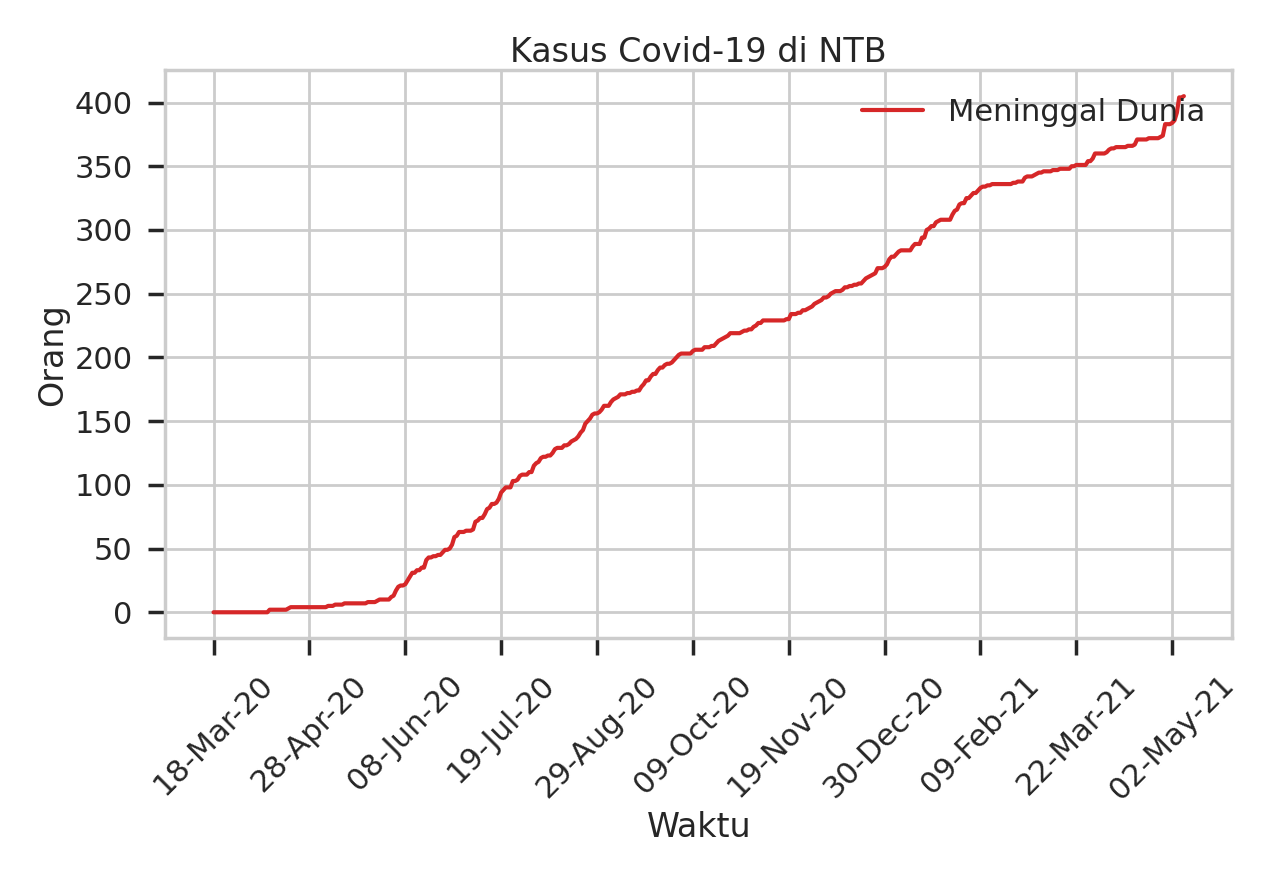 Kasus Covid-19 di NTB
Meninggal Dunia
Orang
400
350
300
250
200
150
100
50
0
18-Mar-20
28-Apr-20
08-Jun-20
19-Jul-20
29-Aug-20
09-Oct-20
19-Nov-20
30-Dec-20
09-Feb-21
22-Mar-21
02-May-21
Waktu